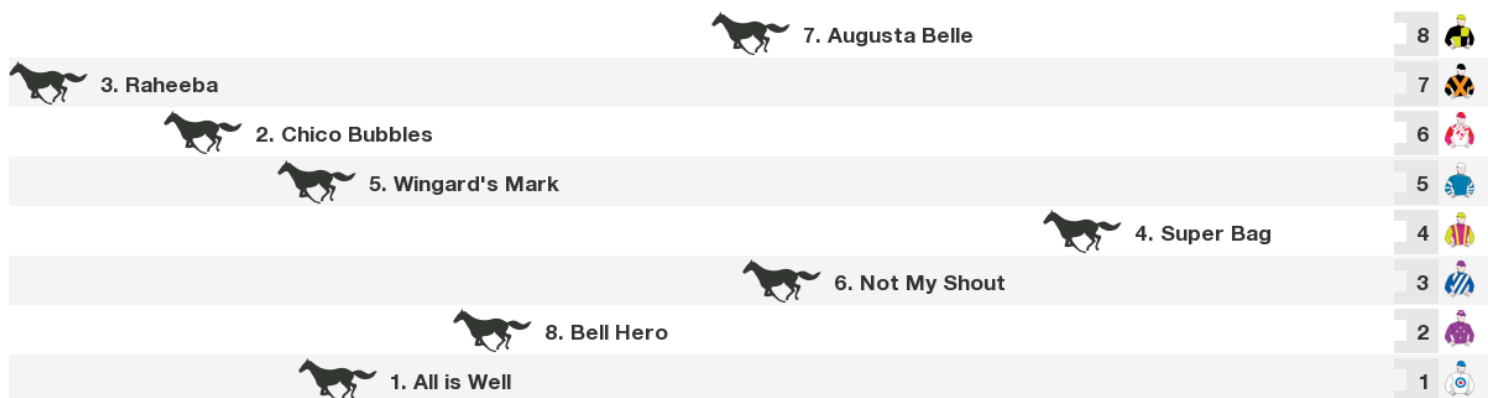 7. Augusta Belle 8
3. Raheeba 7
2. Chico Bubbles 6
5. Wingard's Mark 5
4. Super Bag 4
6. Not My Shout 3
8. Bell Hero 2
1. All is Well 1